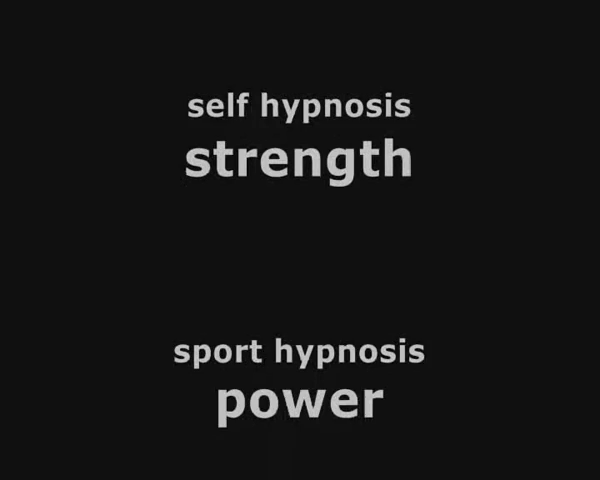 self hypnosis
strength
sport hypnosis
power